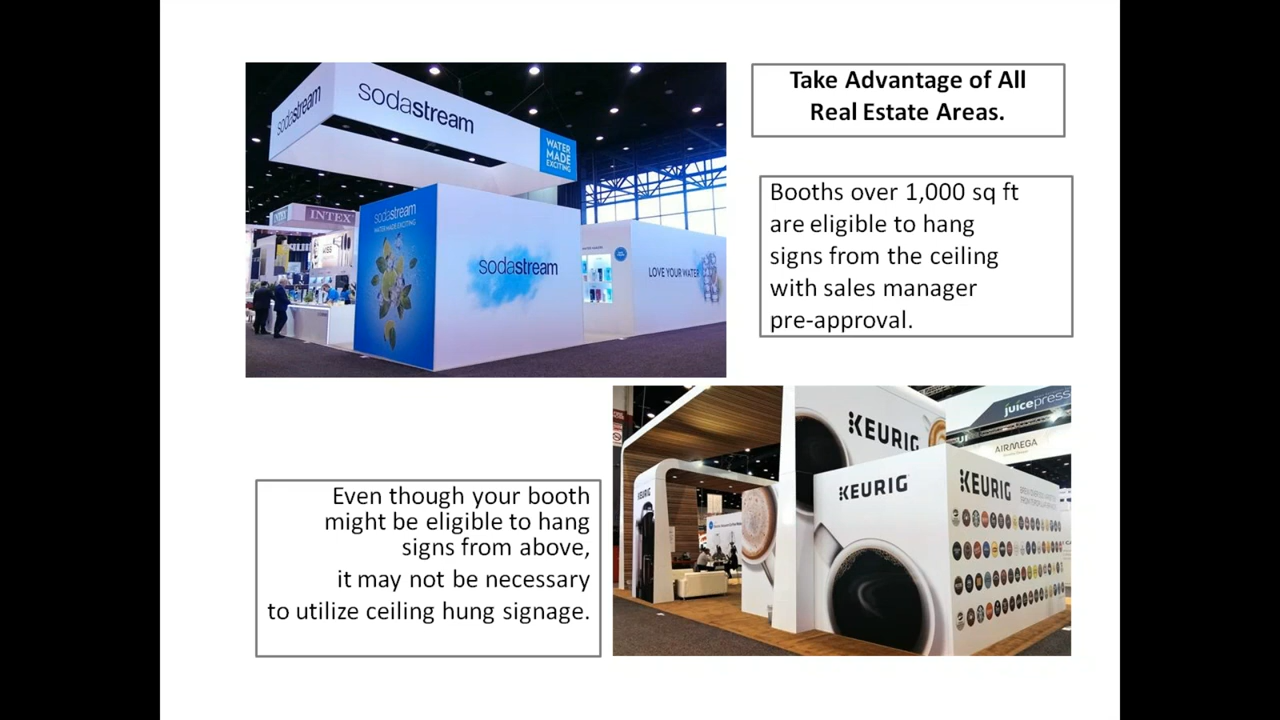 Take Advantage of All
Real Estate Areas.
sodastream
sodastream
WATER
MADE
EXCITING
INTEX
sodastream
WATER MADE EXCITING
sodastream
LOVE YOUR WATER
Booths over 1,000 sq ft
are eligible to hang
signs from the ceiling
with sales manager
pre-approval.
Even though your booth
might be eligible to hang
signs from above,
it may not be necessary
to utilize ceiling hung signage.
juicepress
AIRMEGA
KEURIG
KEURIG
KEURIG
KEURIG